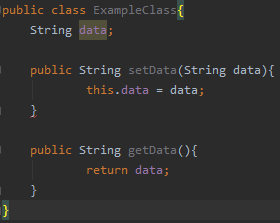 public class ExampleClass{
String data;
public String setData(String data){
this.data = data;
}
public String getData(){
return data;
}
}